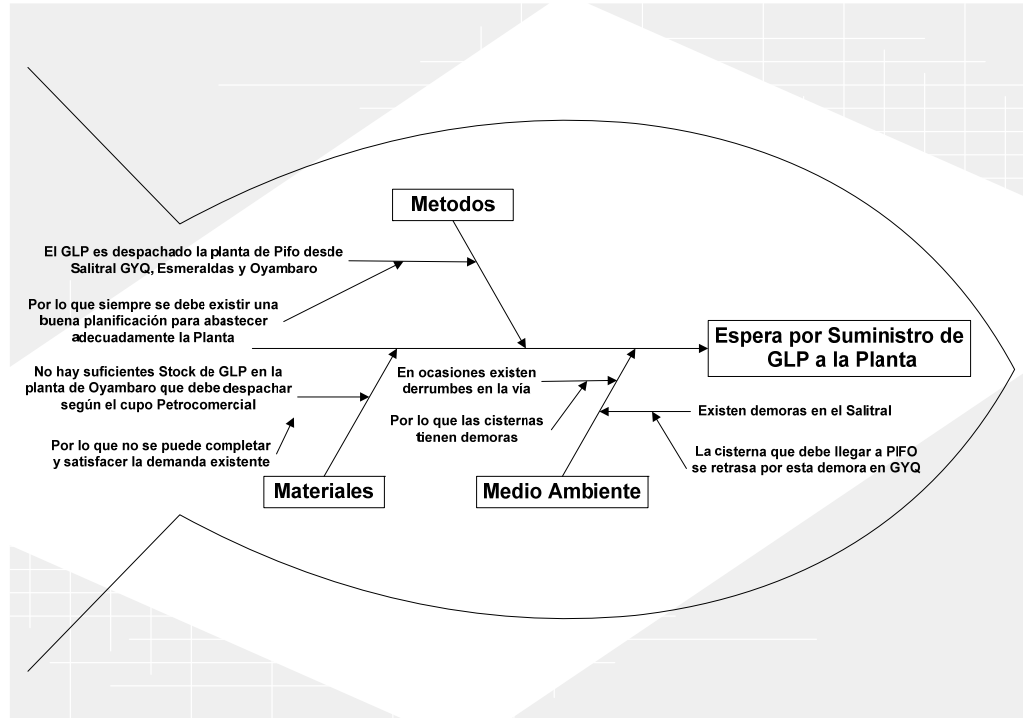 Metodos
El GLP es despachado la planta de Pifo desde
Salitral GYQ, Esmeraldas y Oyambaro
Por lo que siempre se debe existir una
buena planificación para abastecer
adecuadamente la Planta
Espera por Suministro de
GLP a la Planta
No hay suficientes Stock de GLP en la
planta de Oyambaro que debe despachar
según el cupo Petrocomercial
Por lo que no se puede completar
y satisfacer la demanda existente
Materiales
En ocasiones existen
derrumbes en la vía
Por lo que las cisternas
tienen demoras
Existen demoras en el Salitral
La cisterna que debe llegar a PIFO
se retrasa por esta demora en GYQ
Medio Ambiente